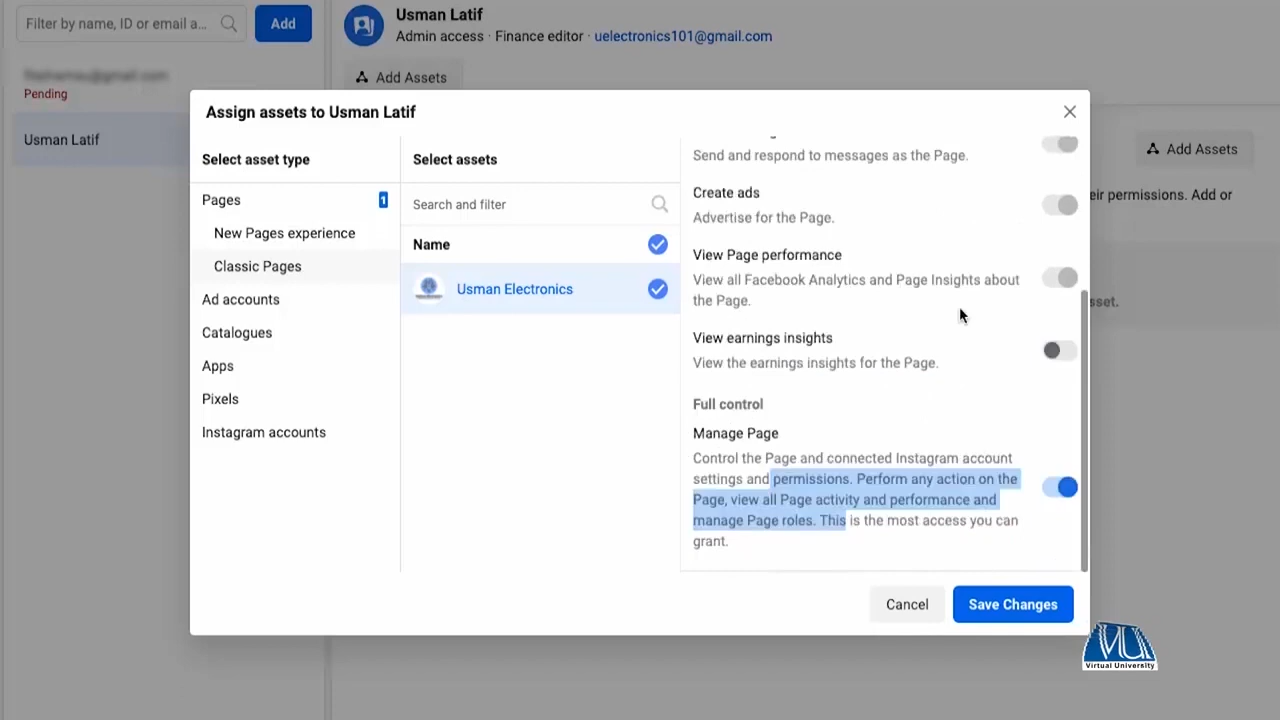 Filter by name, ID or email a...
Add
Pending
Usman Latif
Usman Latif
Admin access · Finance editor · uelectronics101@gmail.com
Add Assets
Add Assets
eir permissions. Add or
sset.
Assign assets to Usman Latif
Select asset type
Pages
1
New Pages experience
Classic Pages
Ad accounts
Catalogues
Apps
Pixels
Instagram accounts
Select assets
Search and filter
Name
Usman Electronics
Send and respond to messages as the Page.
Create ads
Advertise for the Page.
View Page performance
View all Facebook Analytics and Page Insights about
the Page.
View earnings insights
View the earnings insights for the Page.
Full control
Manage Page
Control the Page and connected Instagram account
settings and permissions. Perform any action on the
Page, view all Page activity and performance and
manage Page roles. This is the most access you can
grant.
Cancel
Save Changes
VU
Virtual University